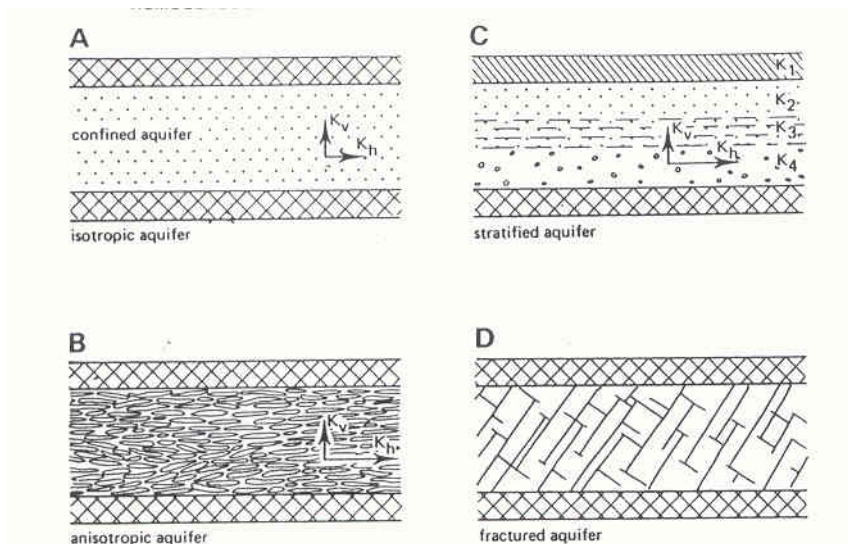 A
confined aquifer
Kv
Kh
isotropic aquifer
C
K1
K2
K3
Kv
Kh
K4
stratified aquifer
B
Kv
Kh
anisotropic aquifer
D
fractured aquifer